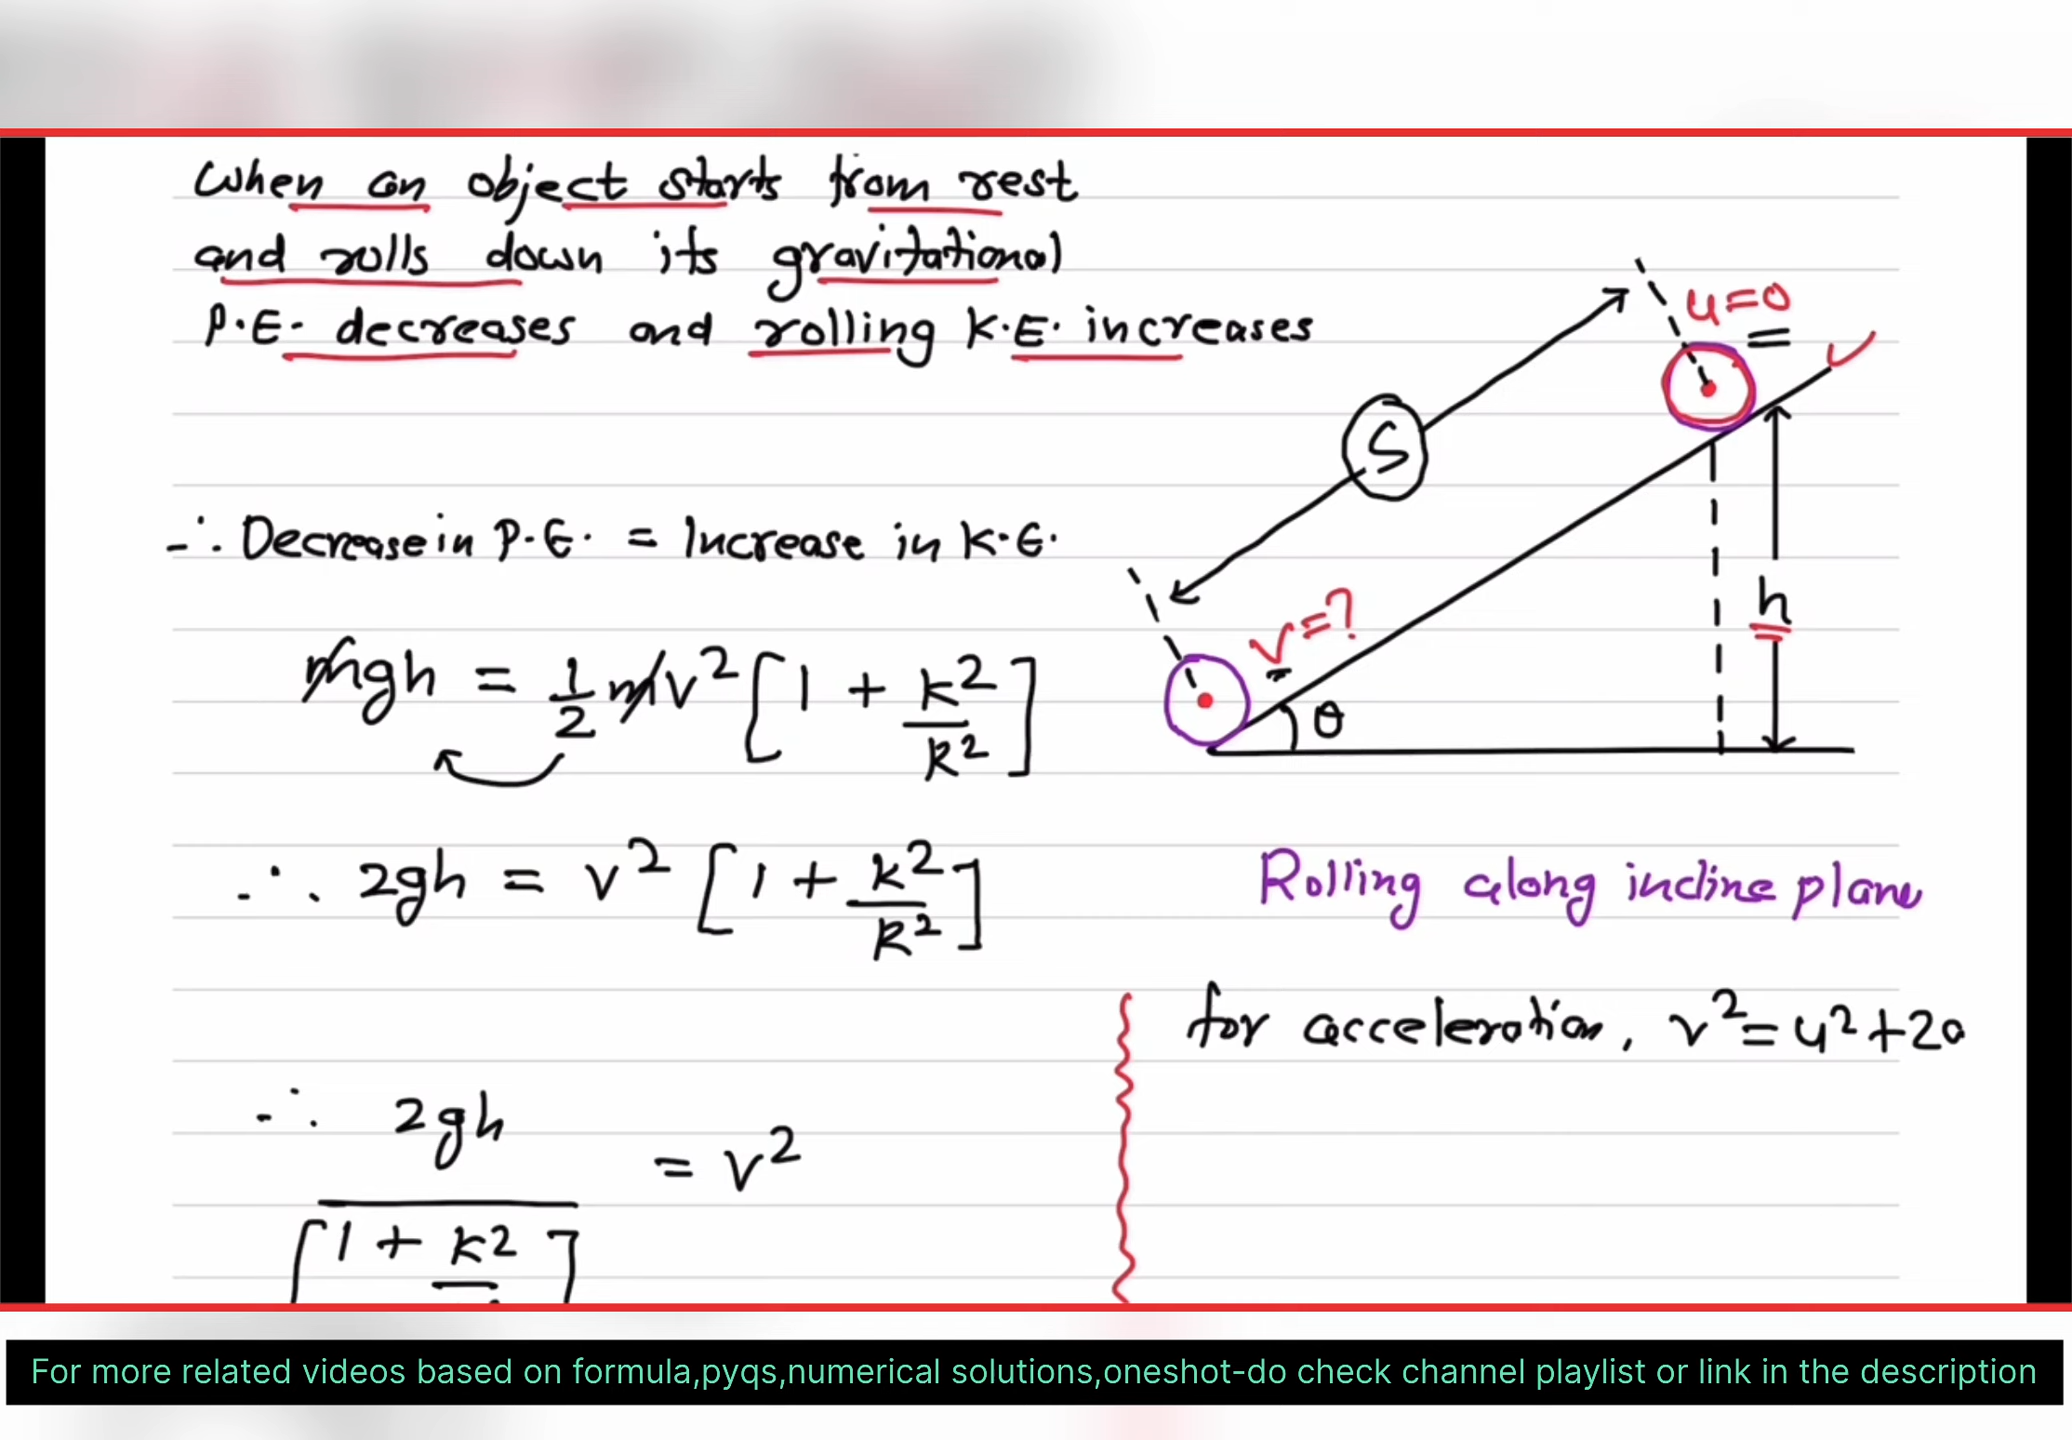 When an object starts from rest
and rolls down its gravitational
P.E. decreases and rolling K.E. increases
u=0
S
h
∴ Decrease in P.E. = Increase in K.E.
v=?
θ
mgh = 1/2 mv² [1 + k²/R²]
∴ 2gh = v² [1 + k²/R²]
Rolling along incline plane
for acceleration, v² = u² + 2a
∴ 2gh / [1 + k² = v²
For more related videos based on formula,pyqs,numerical solutions,oneshot-do check channel playlist or link in the description